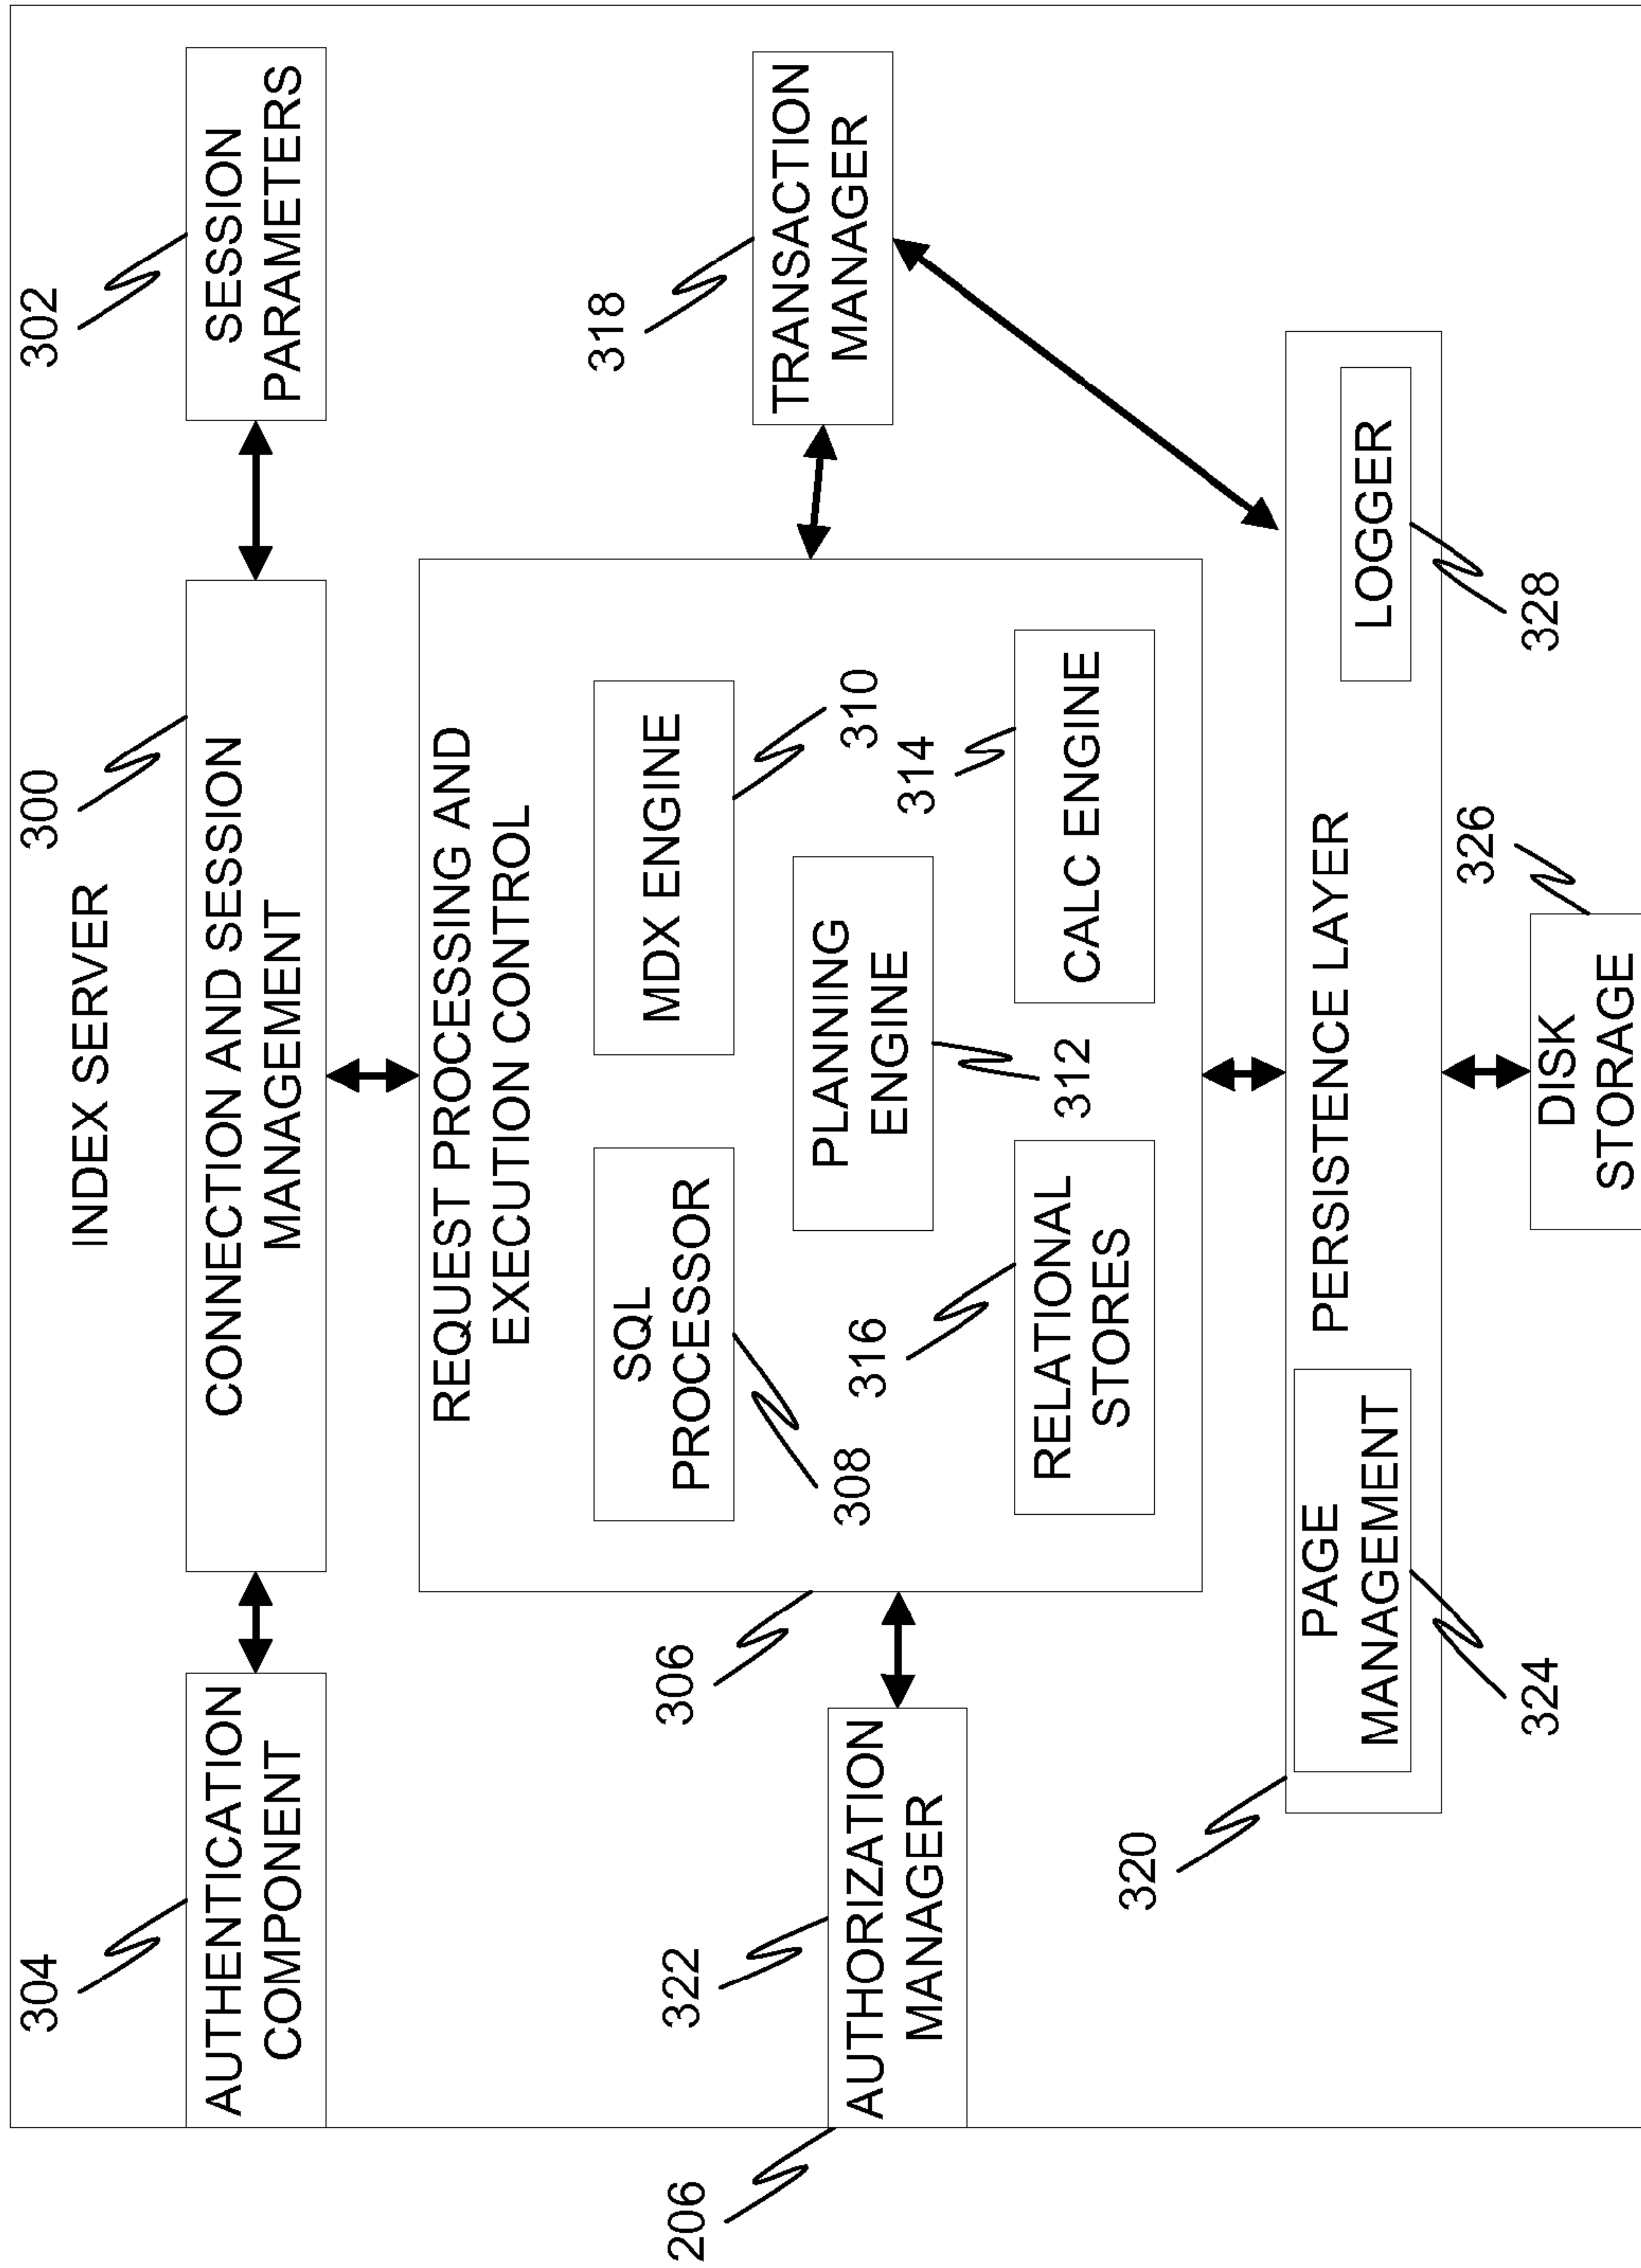 INDEX SERVER
304
300
302
AUTHENTICATION
COMPONENT
CONNECTION AND SESSION
MANAGEMENT
SESSION
PARAMETERS
REQUEST PROCESSING AND
EXECUTION CONTROL
SQL
PROCESSOR
308
MDX ENGINE
310
PLANNING
ENGINE
312
316
RELATIONAL
STORES
314
CALC ENGINE
306
318
TRANSACTION
MANAGER
322
AUTHORIZATION
MANAGER
206
320
PERSISTENCE LAYER
PAGE
MANAGEMENT
324
LOGGER
328
326
DISK
STORAGE